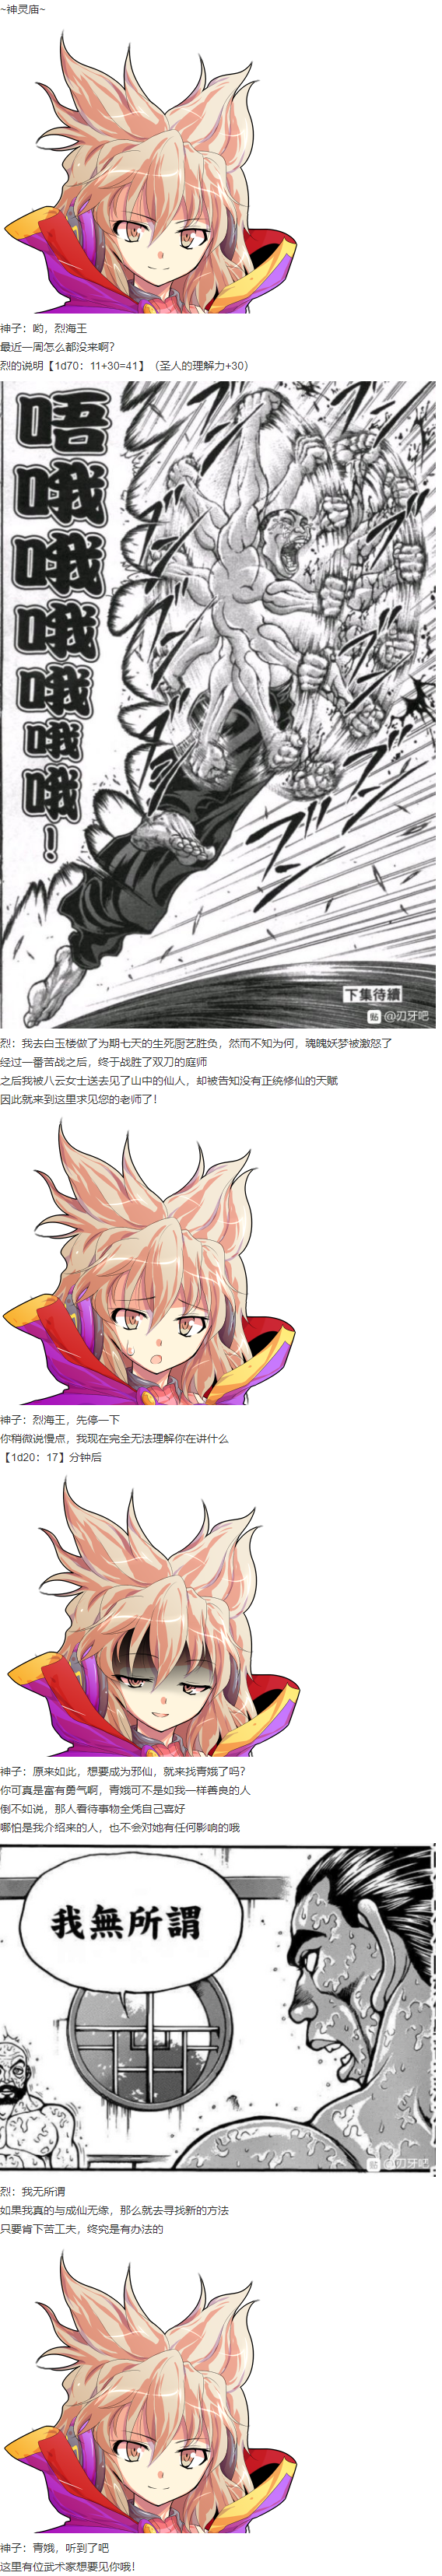 ~神灵庙~
神子：哟，烈海王
最近一周怎么都没来啊？
烈的说明【1d70：11+30=41】（圣人的理解力+30）
唔哦哦哦哦哦哦！
下集待續
贴 @刃牙吧
烈：我去白玉楼做了为期七天的生死厨艺胜负，然而不知为何，魂魄妖梦被激怒了
经过一番苦战之后，终于战胜了双刀的庭师
之后我被八云女士送去见了山中的仙人，却被告知没有正统修仙的天赋
因此就来到这里求见您的老师了！
神子：烈海王，先停一下
你稍微说慢点，我现在完全无法理解你在讲什么
【1d20：17】分钟后
神子：原来如此，想要成为邪仙，就来找青娥了吗？
你可真是富有勇气啊，青娥可不是如我一样善良的人
倒不如说，那人看待事物全凭自己喜好
哪怕是我介绍来的人，也不会对她有任何影响的哦
我無所謂
贴 @刃牙吧
烈：我无所谓
如果我真的与成仙无缘，那么就去寻找新的方法
只要肯下苦工夫，终究是有办法的
神子：青娥，听到了吧
这里有位武术家想要见你哦！